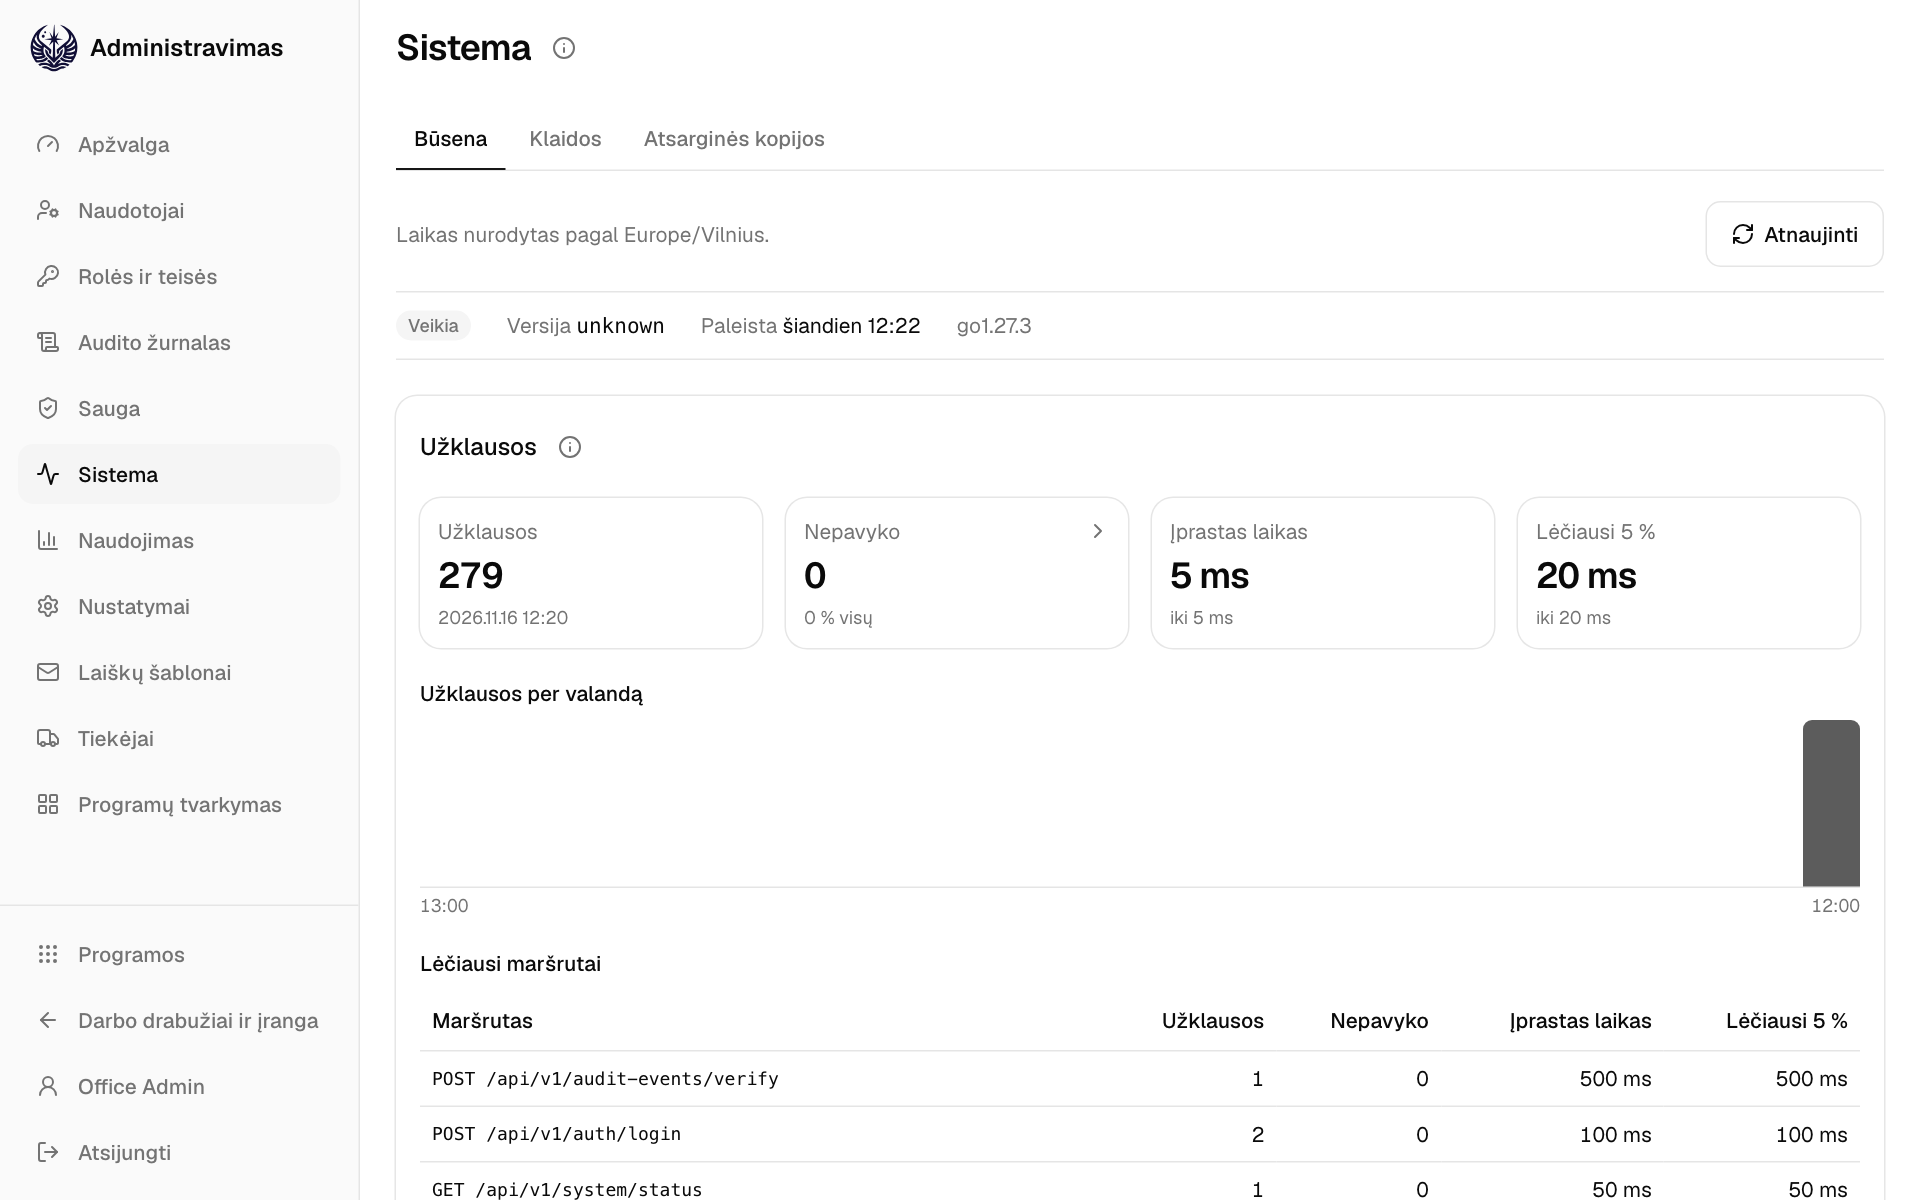 Administravimas
Apžvalga
Naudotojai
Rolės ir teisės
Audito žurnalas
Sauga
Sistema
Naudojimas
Nustatymai
Laiškų šablonai
Tiekėjai
Programų tvarkymas
Programos
Darbo drabužiai ir įranga
Office Admin
Atsijungti
Sistema
Būsena Klaidos Atsarginės kopijos
Laikas nurodytas pagal Europe/Vilnius.
Atnaujinti
Veikia Versija unknown Paleista šiandien 12:22 go1.27.3
Užklausos
Užklausos
279
2026.11.16 12:20
Nepavyko
0
0 % visų
Įprastas laikas
5 ms
iki 5 ms
Lėčiausi 5 %
20 ms
iki 20 ms
Užklausos per valandą
13:00 12:00
Lėčiausi maršrutai
Maršrutas Užklausos Nepavyko Įprastas laikas Lėčiausi 5 %
POST /api/v1/audit-events/verify 1 0 500 ms 500 ms
POST /api/v1/auth/login 2 0 100 ms 100 ms
GET /api/v1/system/status 1 0 50 ms 50 ms